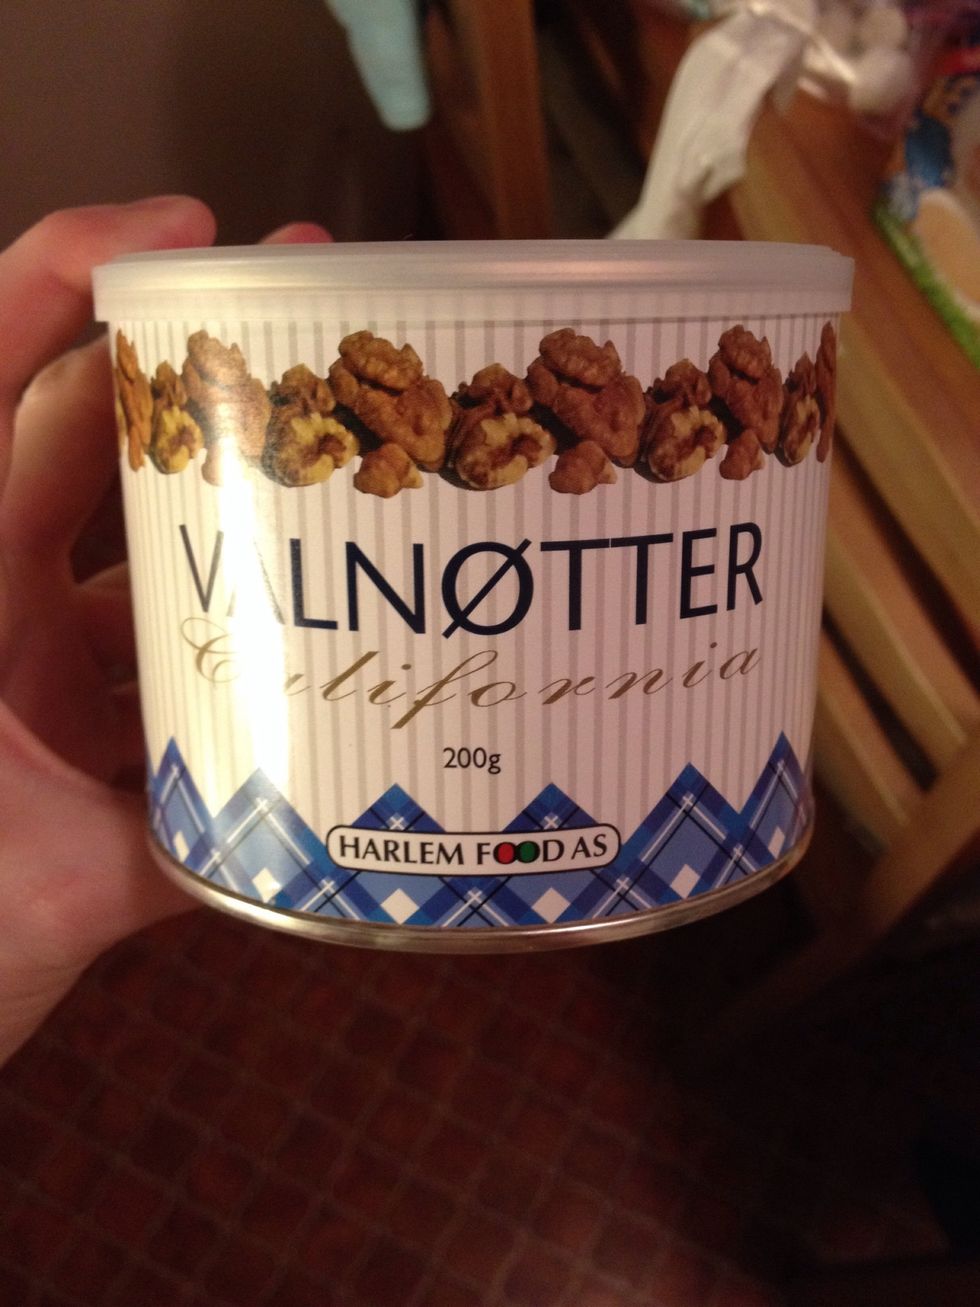 VALNØTTER
California
200g
HARLEM FOOD AS